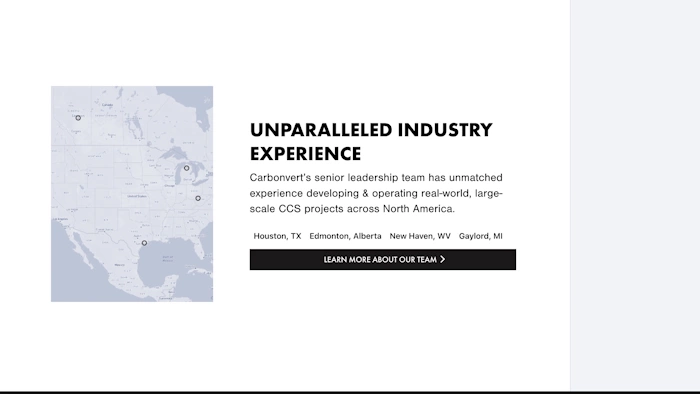 UNPARALLELED INDUSTRY
EXPERIENCE
Carbonvert's senior leadership team has unmatched
experience developing & operating real-world, large-
scale CCS projects across North America.
Houston, TX Edmonton, Alberta New Haven, WV Gaylord, MI
LEARN MORE ABOUT OUR TEAM